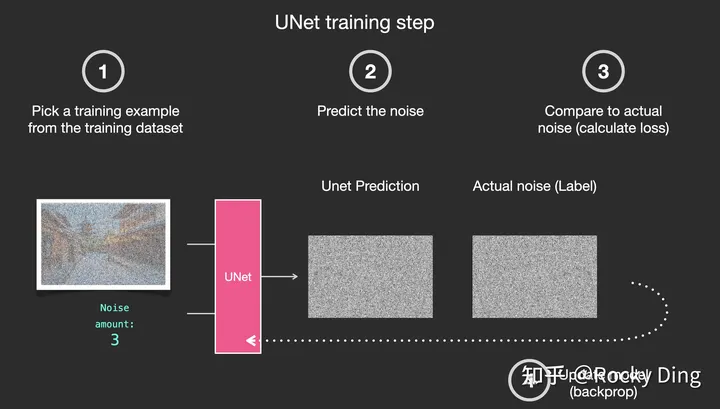 UNet training step
1
Pick a training example
from the training dataset
2
Predict the noise
3
Compare to actual
noise (calculate loss)
Unet Prediction
Actual noise (Label)
UNet
Noise
amount:
3
4
Update model
(backprop)
知乎 @Rocky Ding